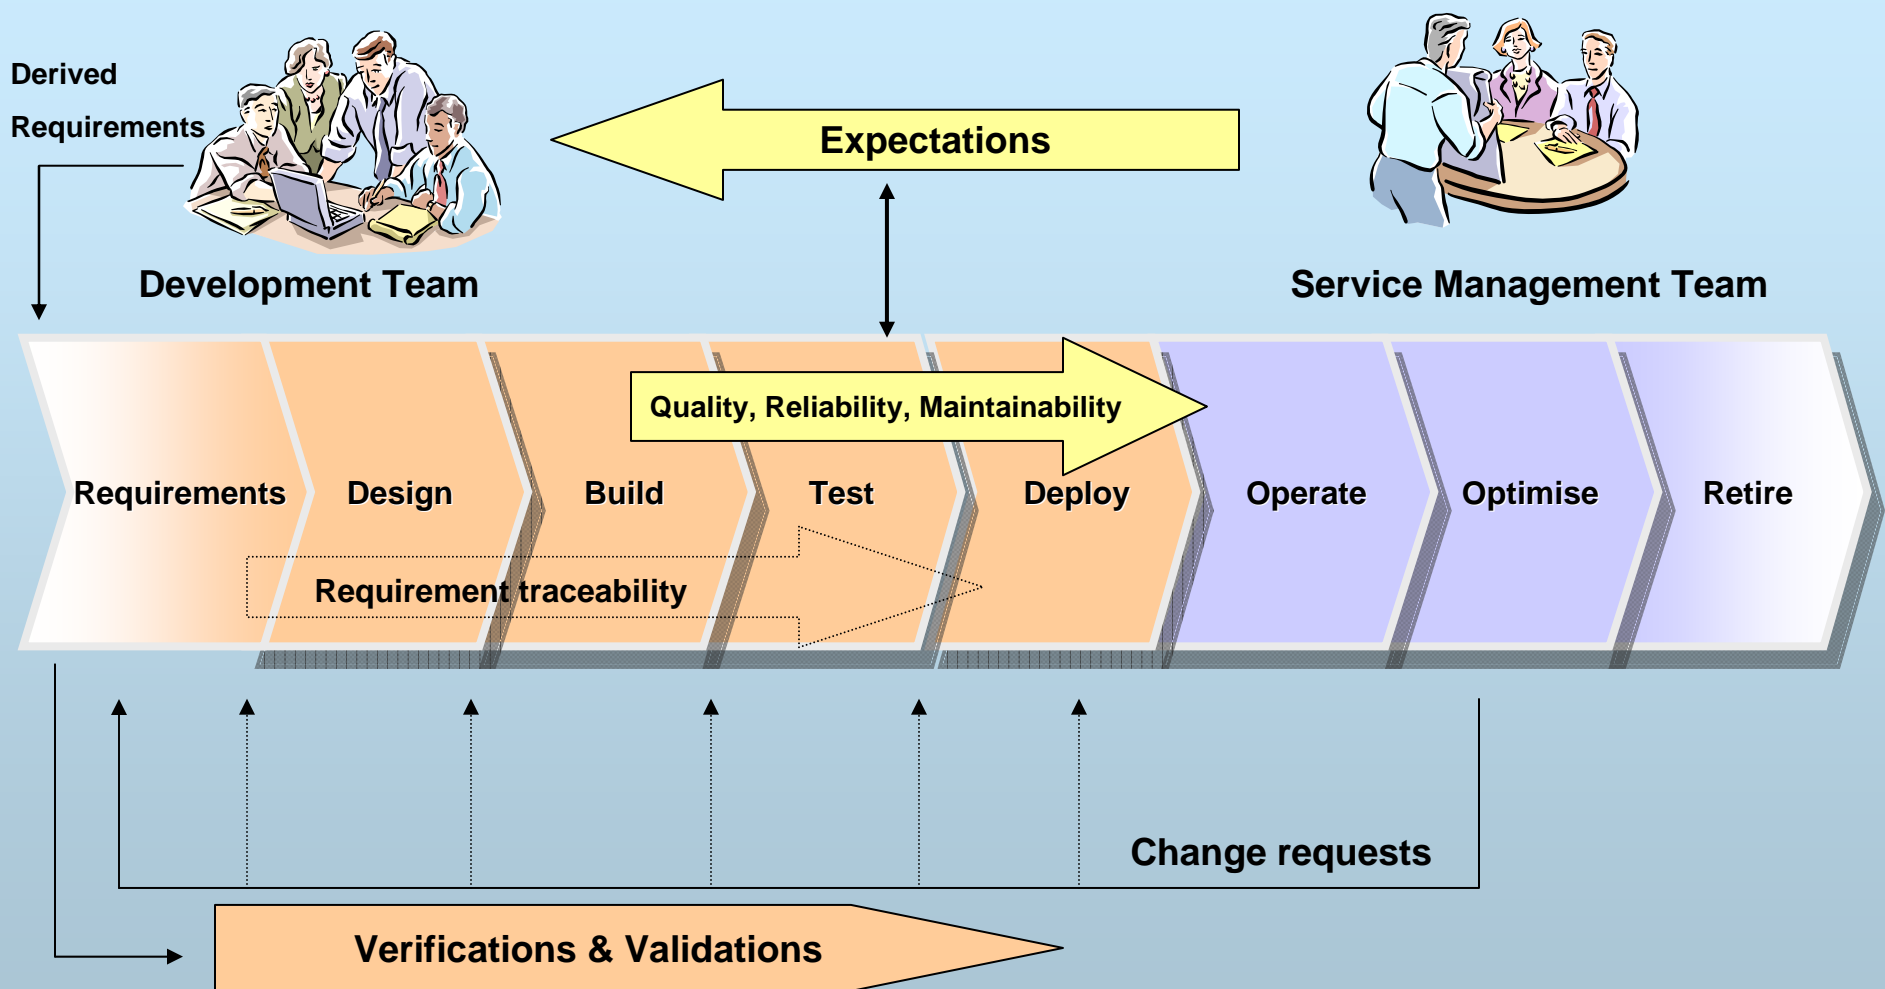 Derived
Requirements
Expectations
Development Team
Service Management Team
Quality, Reliability, Maintainability
Requirements
Design
Build
Test
Deploy
Operate
Optimise
Retire
Requirement traceability
Change requests
Verifications & Validations